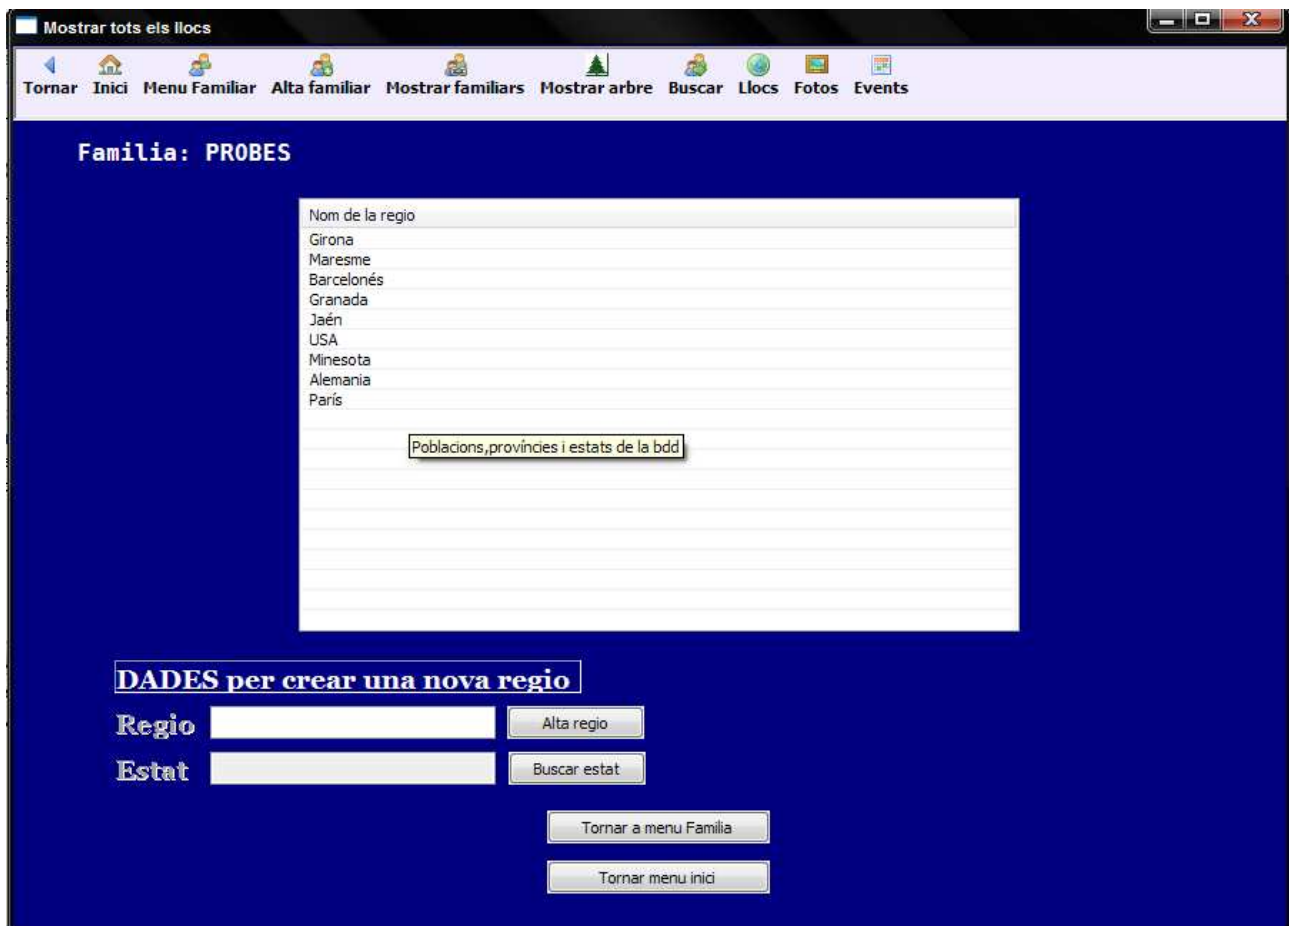 Mostrar tots els llocs
Tornar Inici Menu Familiar Alta familiar Mostrar familiars Mostrar arbre Buscar Llocs Fotos Events
Familia: PROBES
Nom de la regio
Girona
Maresme
Barcelonés
Granada
Jaén
USA
Minesota
Alemania
París
Poblacions,províncies i estats de la bdd
DADES per crear una nova regio
Regio Alta regio
Estat Buscar estat
Tornar a menu Familia
Tornar menu inici